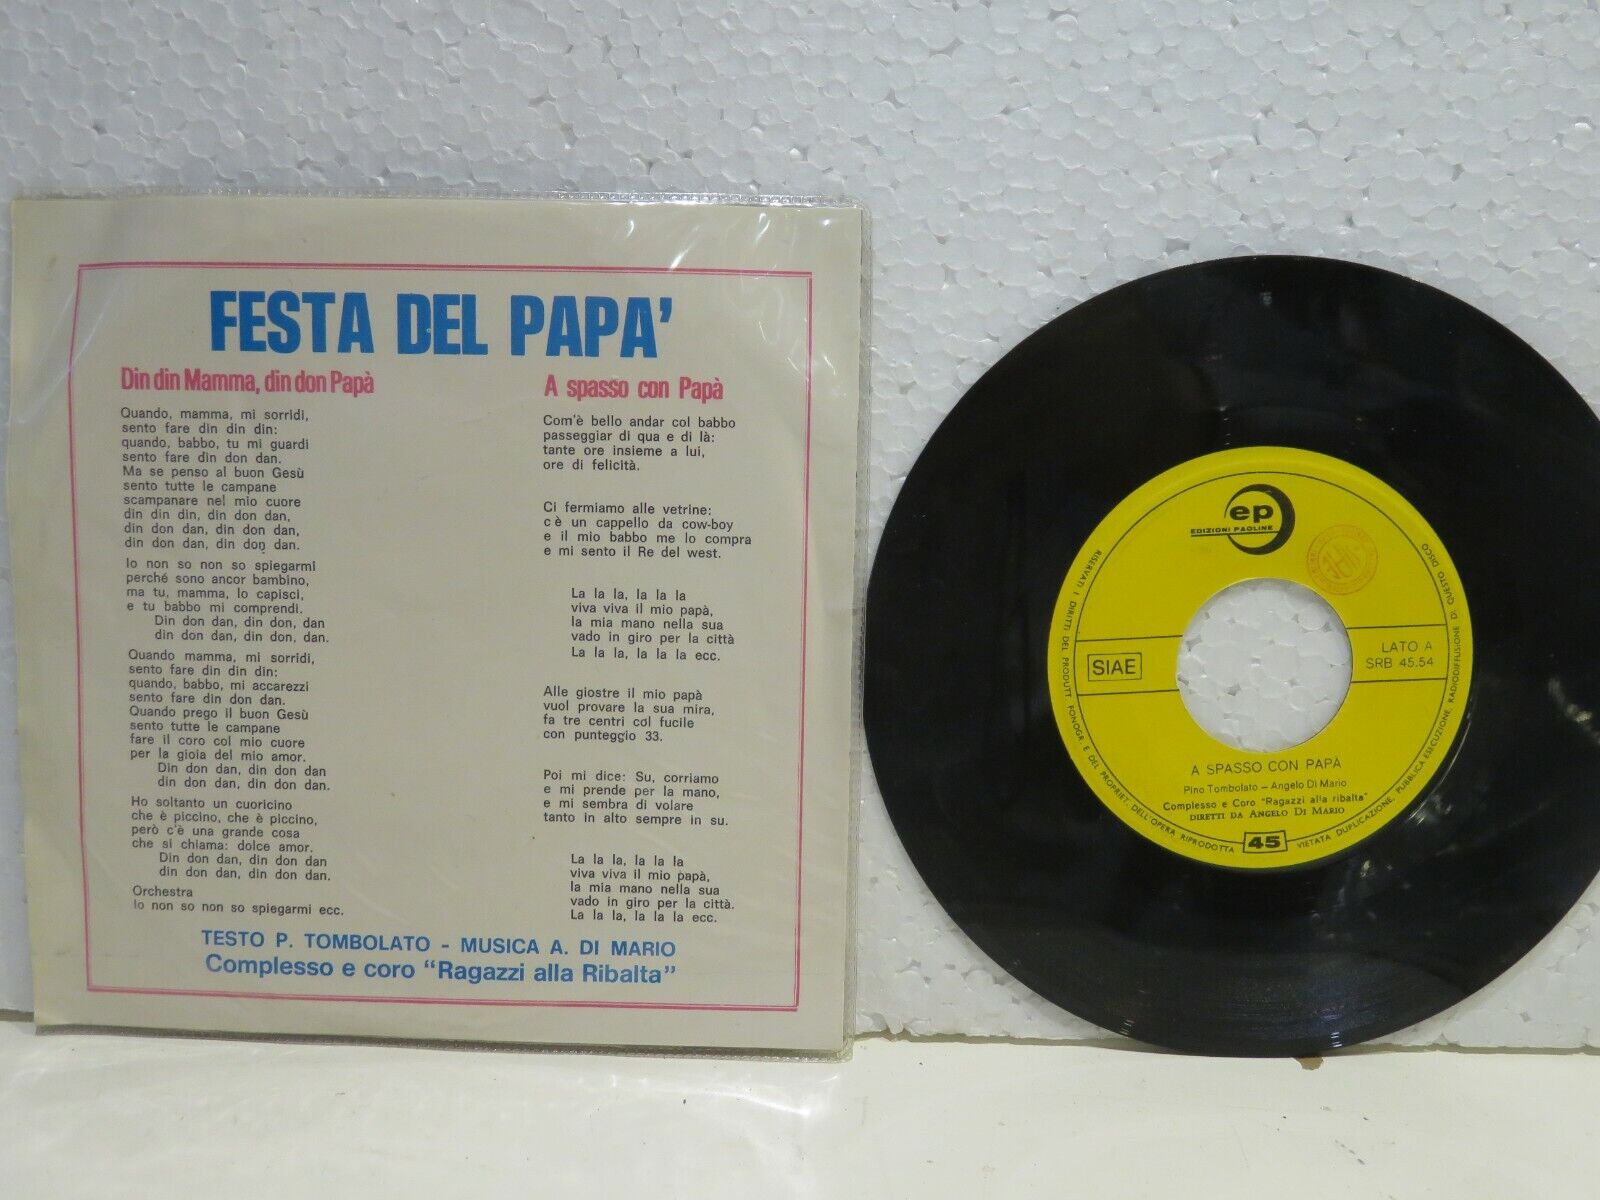 FESTA DEL PAPA'
Din din Mamma, din don Papà
Quando, mamma, mi sorridi,
sento fare din din din:
quando, babbo, tu mi guardi
sento fare din don dan.
Ma se penso al buon Gesù
sento tutte le campane
scampanare nel mio cuore
din din din, din don dan,
din don dan, din don dan,
din don dan, din don dan.
Io non so non so spiegarmi
perché sono ancor bambino,
ma tu, mamma, lo capisci,
e tu babbo mi comprendi.
Din don dan, din don, dan
din don dan, din don, dan.
Quando mamma, mi sorridi,
sento fare din din din:
quando, babbo, mi accarezzi
sento fare din don dan.
Quando prego il buon Gesù
sento tutte le campane
fare il coro col mio cuore
per la gioia del mio amor.
Din don dan, din don dan
din don dan, din don dan.
Ho soltanto un cuoricino
che è piccino, che è piccino,
però c'è una grande cosa
che si chiama: dolce amor.
Din don dan, din don dan
din don dan, din don dan.
Orchestra
Io non so non so spiegarmi ecc.
A spasso con Papà
Com'è bello andar col babbo
passeggiar di qua e di là:
tante ore insieme a lui,
ore di felicità.
Ci fermiamo alle vetrine:
c'è un cappello da cow-boy
e il mio babbo me lo compra
e mi sento il Re del west.
La la la, la la la
viva viva il mio papà,
la mia mano nella sua
vado in giro per la città
La la la, la la la ecc.
Alle giostre il mio papà
vuol provare la sua mira,
fa tre centri col fucile
con punteggio 33.
Poi mi dice: Su, corriamo
e mi prende per la mano,
e mi sembra di volare
tanto in alto sempre in su.
La la la, la la la
viva viva il mio papà,
la mia mano nella sua
vado in giro per la città.
La la la, la la la ecc.
TESTO P. TOMBOLATO - MUSICA A. DI MARIO
Complesso e coro "Ragazzi alla Ribalta"
ep
EDIZIONI PAOLINE
SIAE
LATO A
SRB 45.54
A SPASSO CON PAPÀ
Pino Tombolato - Angelo Di Mario
Complesso e Coro "Ragazzi alla ribalta"
DIRETTI DA ANGELO DI MARIO
45
RISERVATI I DIRITTI DEL PRODUTT. FONOGR. E DEL PROPRIET. DELL'OPERA RIPRODOTTA
VIETATA DUPLICAZIONE, PUBBLICA ESECUZIONE, RADIODIFFUSIONE DI QUESTO DISCO